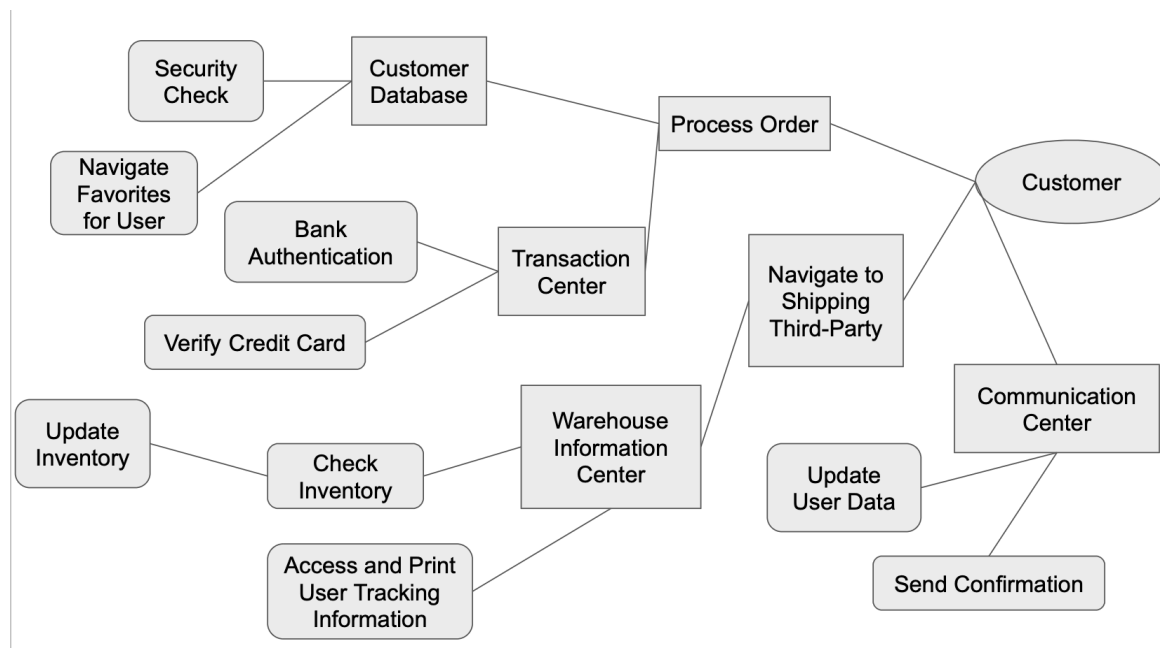 Security
Check
Customer
Database
Process Order
Customer
Navigate
Favorites
for User
Bank
Authentication
Transaction
Center
Navigate to
Shipping
Third-Party
Verify Credit Card
Communication
Center
Update
Inventory
Check
Inventory
Warehouse
Information
Center
Update
User Data
Access and Print
User Tracking
Information
Send Confirmation